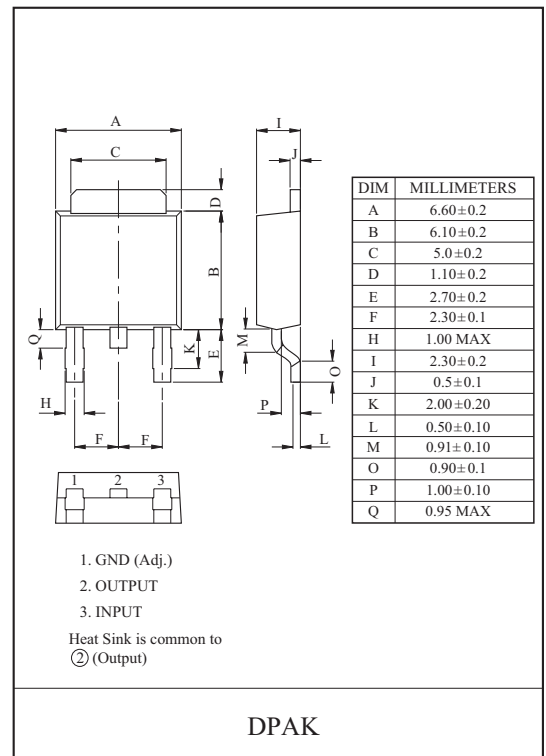 A
C
D
B
Q
K
E
H
F F
I
J
M
O
P
L
1 2 3
1. GND (Adj.)
2. OUTPUT
3. INPUT
Heat Sink is common to
② (Output)
DIM MILLIMETERS
A 6.60±0.2
B 6.10±0.2
C 5.0±0.2
D 1.10±0.2
E 2.70±0.2
F 2.30±0.1
H 1.00 MAX
I 2.30±0.2
J 0.5±0.1
K 2.00±0.20
L 0.50±0.10
M 0.91±0.10
O 0.90±0.1
P 1.00±0.10
Q 0.95 MAX
DPAK